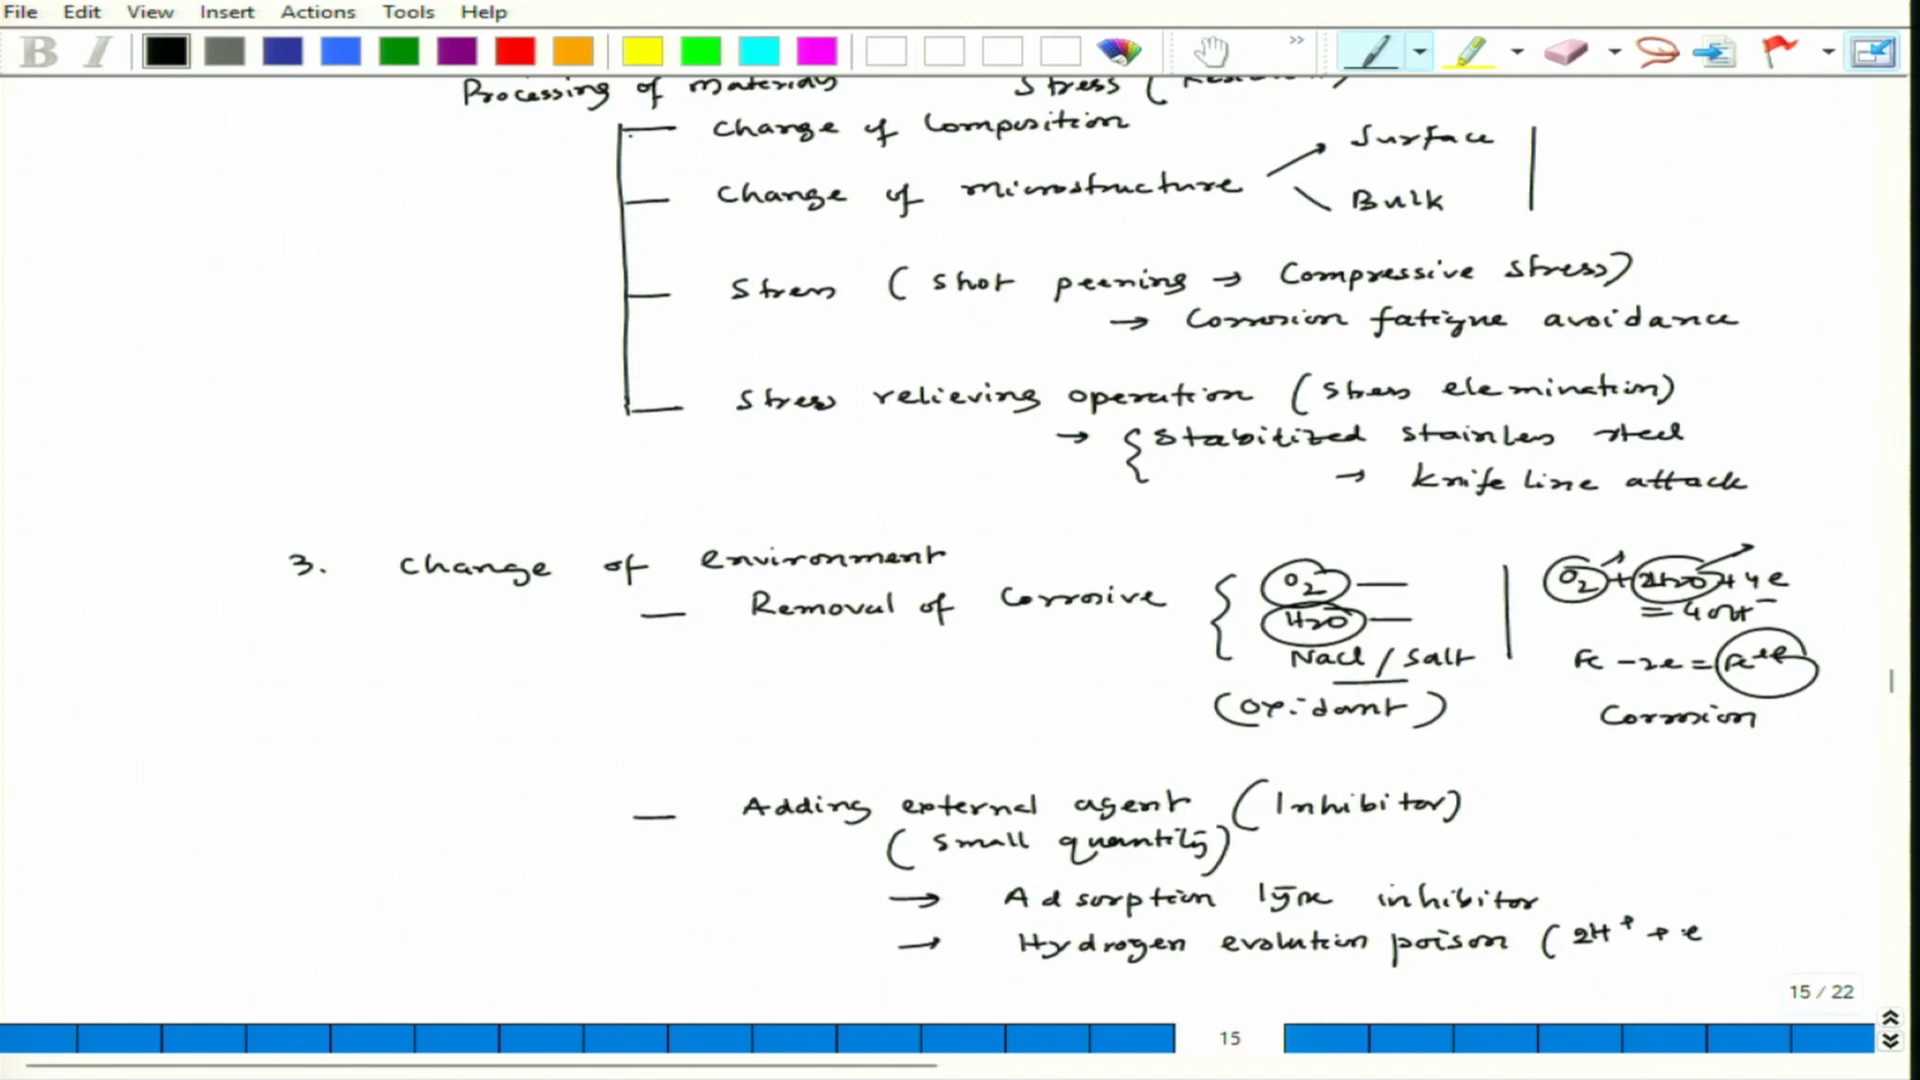 File Edit View Insert Actions Tools Help
Processing of materials Stress (
Change of Composition
Change of microstructure Surface
Bulk
Stress ( Shot peening → Compressive stress)
→ Corrosion fatigue avoidance
Stress relieving operation (stress elemination)
→ { Stabilized stainless steel
→ knife line attack
3. Change of environment
— Removal of Corrosive { O2 — | O2 + 2H2O + 4e
H2O — = 4OH-
NaCl / Salt Fe - 2e = Fe++
(Oxidant) Corrosion
— Adding external agent (Inhibitor)
( small quantity )
→ Adsorption type inhibitor
→ Hydrogen evolution poison ( 2H+ + e
15 / 22
15